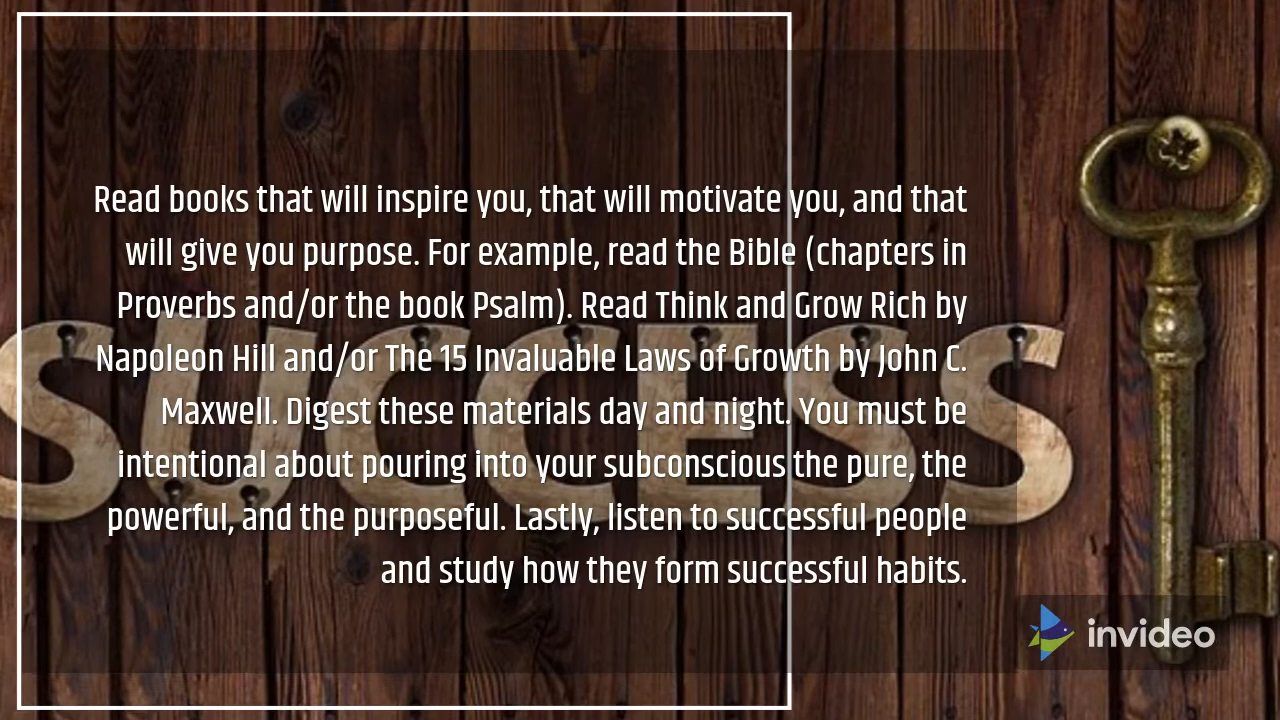 Read books that will inspire you, that will motivate you, and that
will give you purpose. For example, read the Bible (chapters in
Proverbs and/or the book Psalm). Read Think and Grow Rich by
Napoleon Hill and/or The 15 Invaluable Laws of Growth by John C.
Maxwell. Digest these materials day and night. You must be
intentional about pouring into your subconscious the pure, the
powerful, and the purposeful. Lastly, listen to successful people
and study how they form successful habits.
SUCCESS
invideo